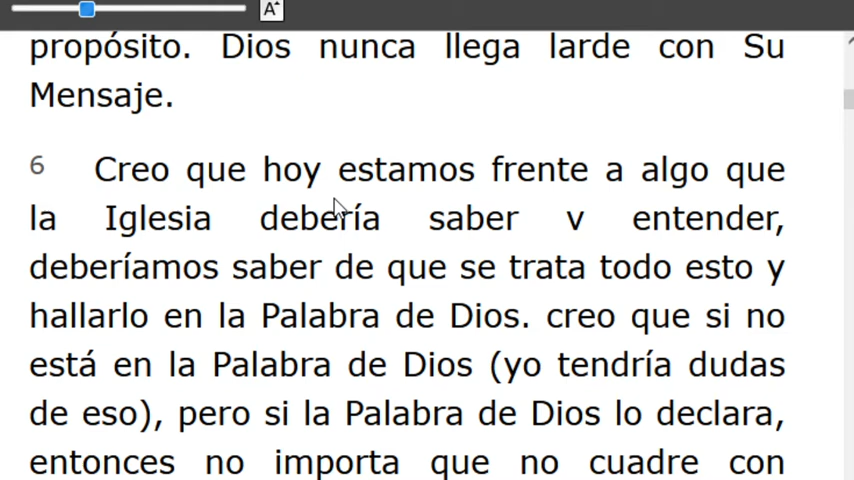 A
propósito. Dios nunca llega larde con Su
Mensaje.
6 Creo que hoy estamos frente a algo que
la Iglesia debería saber v entender,
deberíamos saber de que se trata todo esto y
hallarlo en la Palabra de Dios. creo que si no
está en la Palabra de Dios (yo tendría dudas
de eso), pero si la Palabra de Dios lo declara,
entonces no importa que no cuadre con